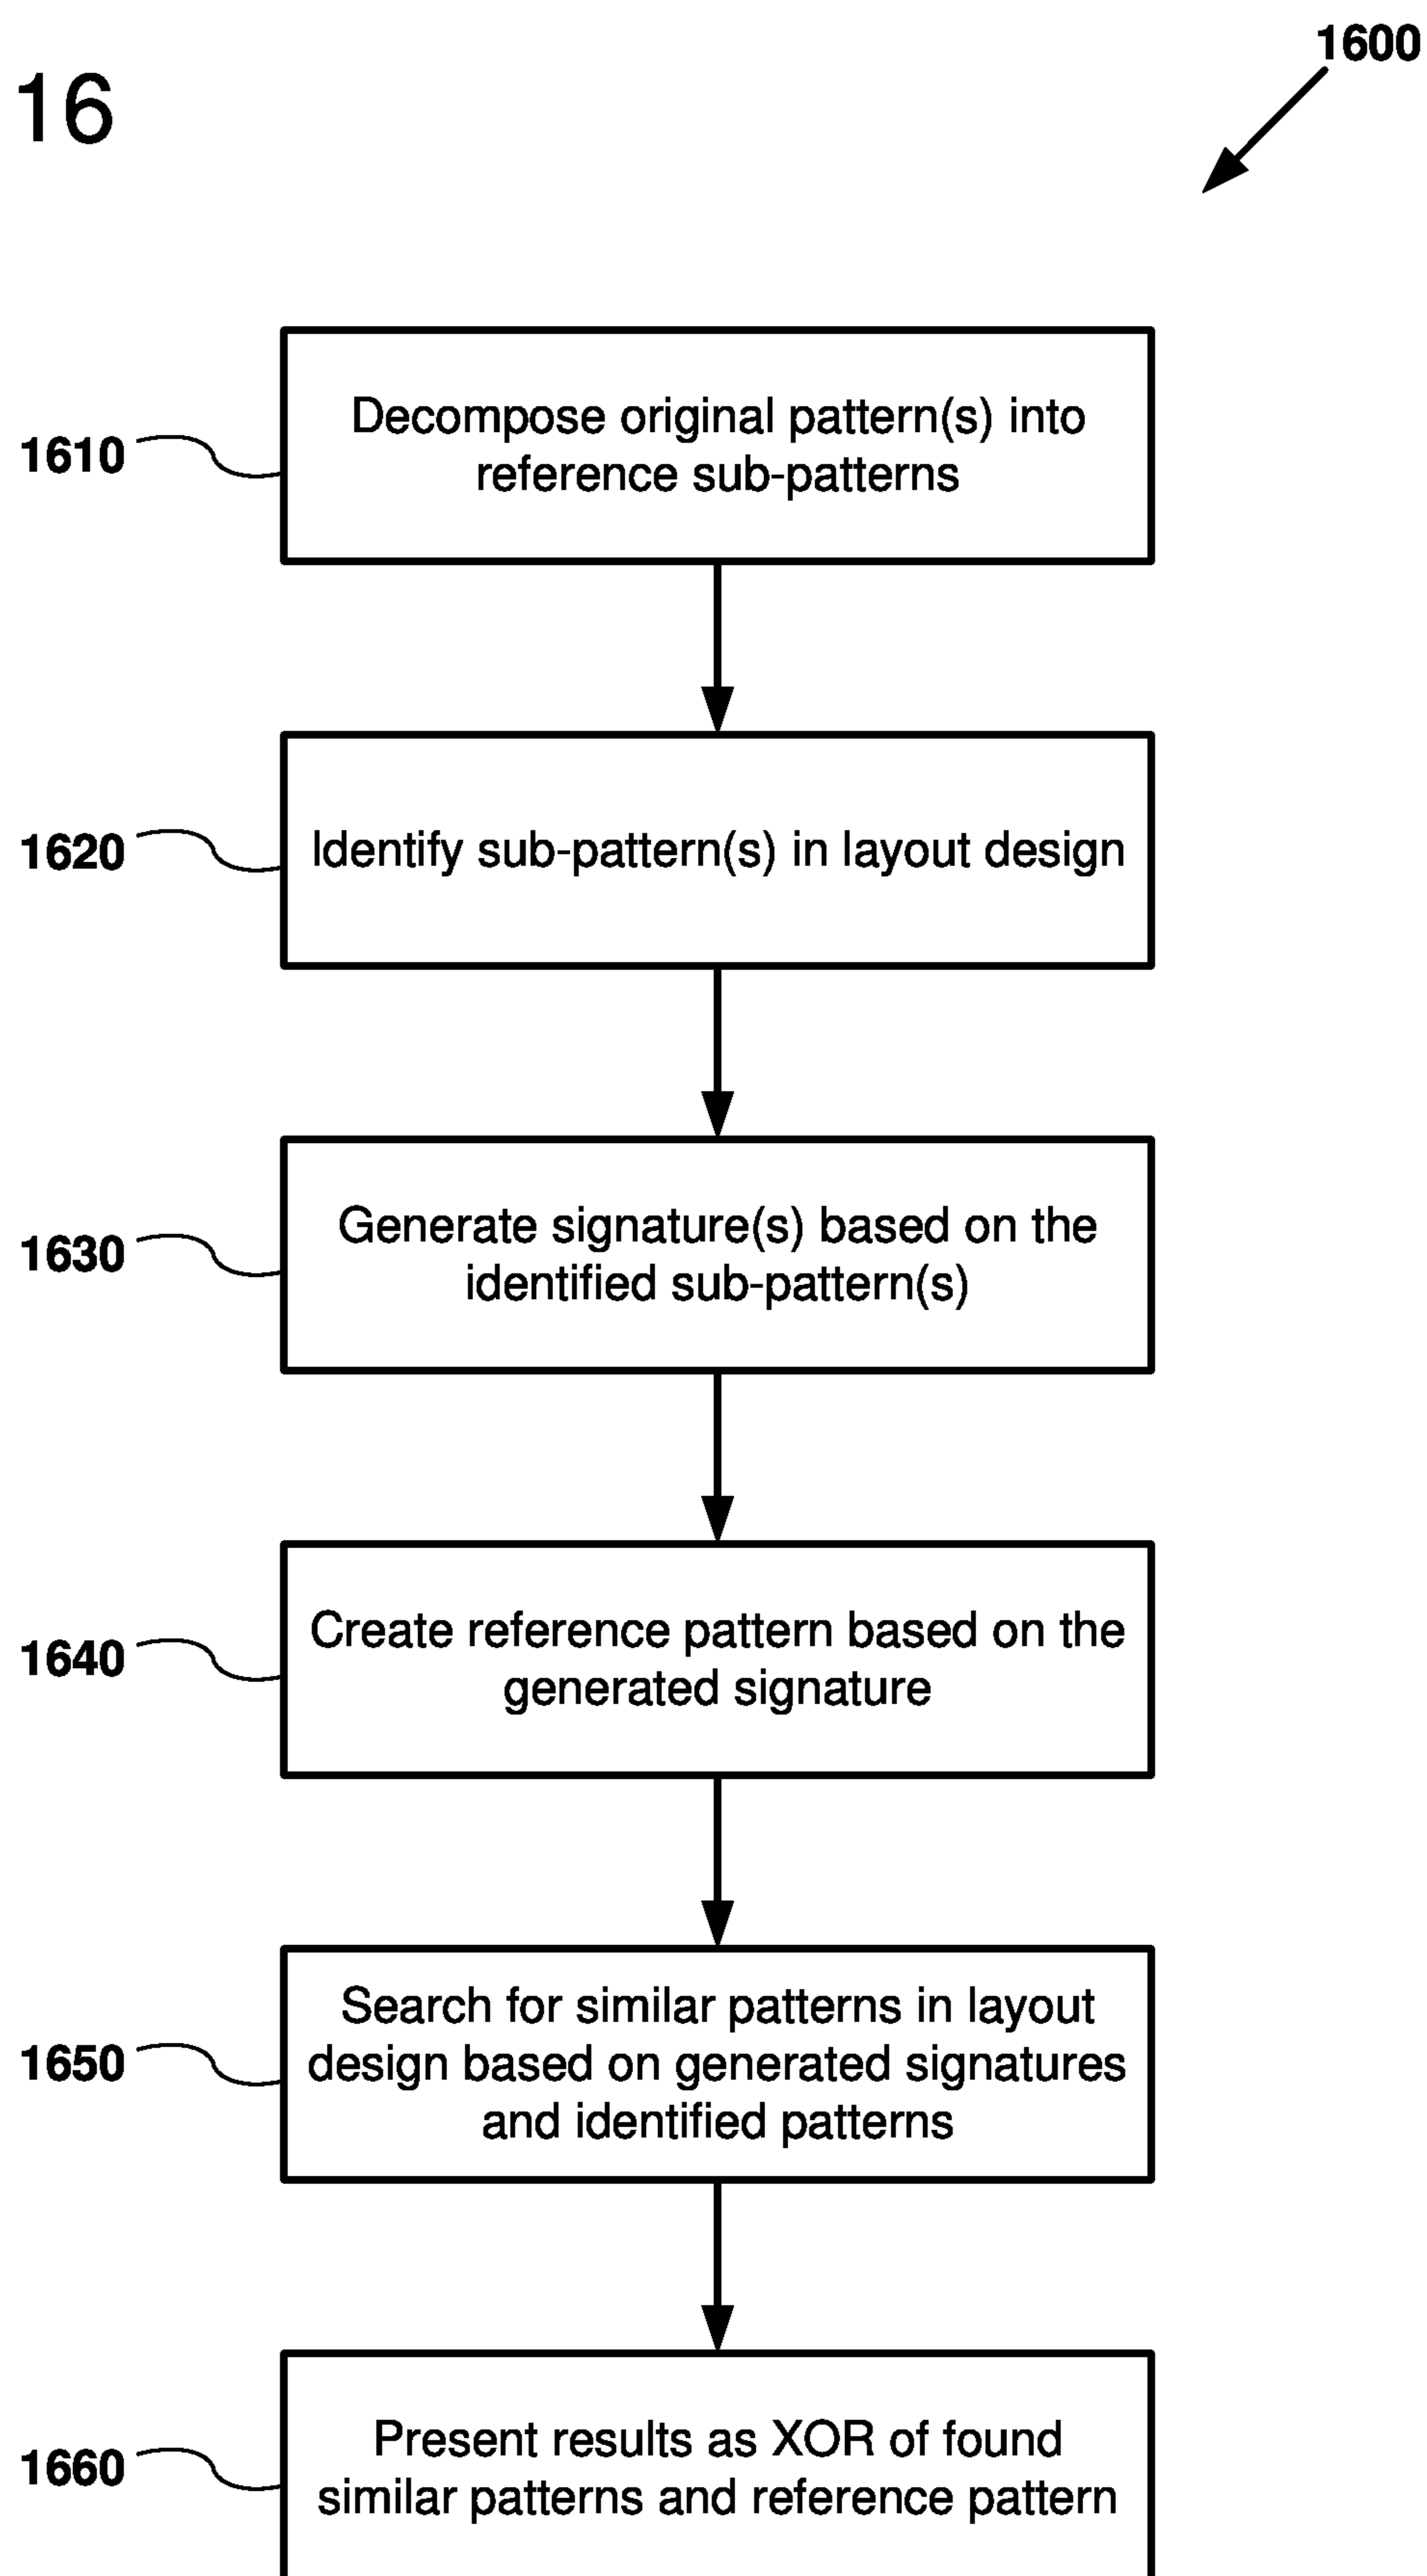 1600
16
1610
Decompose original pattern(s) into
reference sub-patterns
1620
Identify sub-pattern(s) in layout design
1630
Generate signature(s) based on the
identified sub-pattern(s)
1640
Create reference pattern based on the
generated signature
1650
Search for similar patterns in layout
design based on generated signatures
and identified patterns
1660
Present results as XOR of found
similar patterns and reference pattern